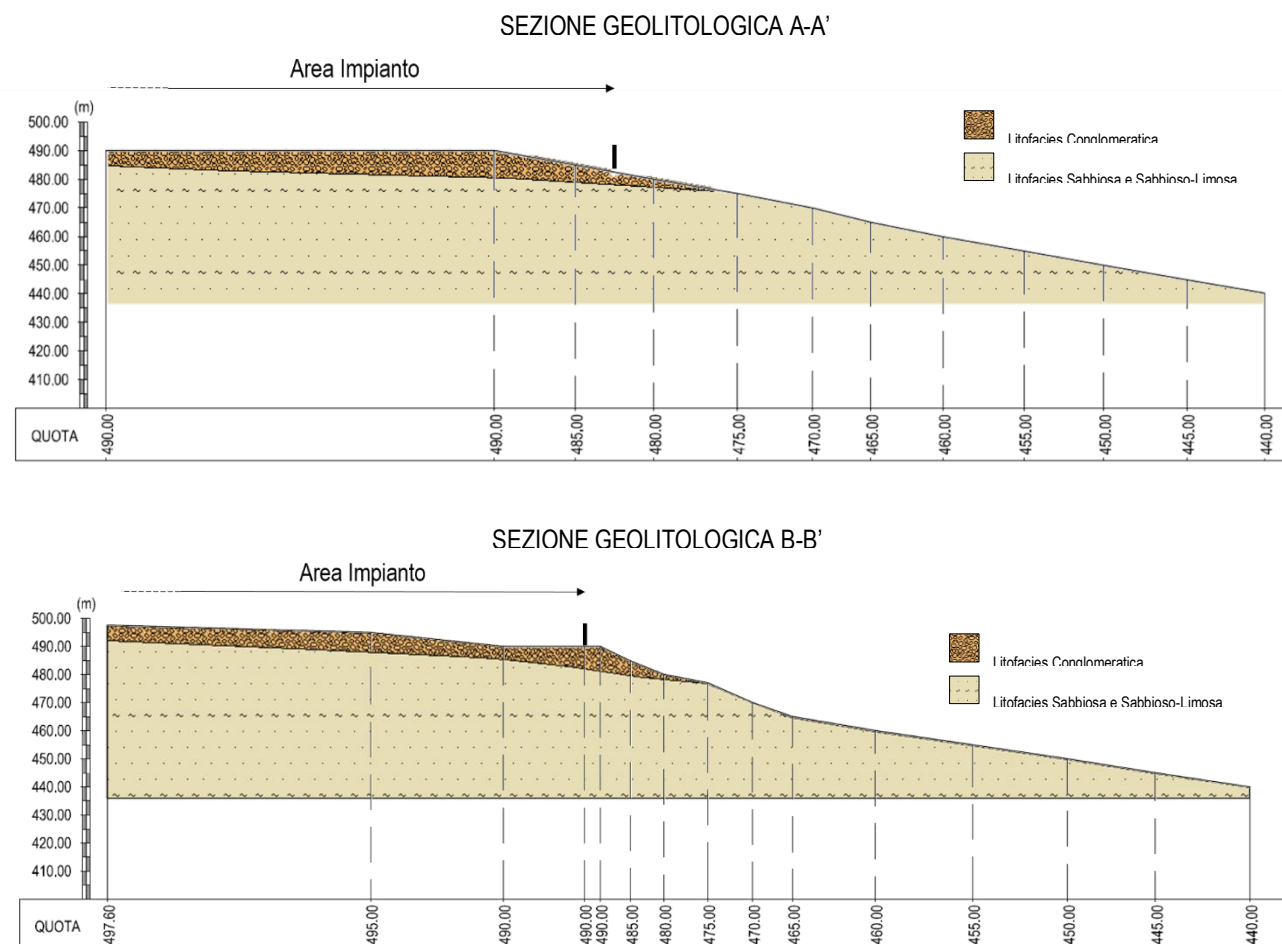 SEZIONE GEOLITOLOGICA A-A'
Area Impianto
(m)
500.00
490.00
480.00
470.00
460.00
450.00
440.00
430.00
420.00
410.00
Litofacies Conglomeratica
Litofacies Sabbiosa e Sabbioso-Limosa
QUOTA
490.00 490.00 485.00 480.00 475.00 470.00 465.00 460.00 455.00 450.00 445.00 440.00
SEZIONE GEOLITOLOGICA B-B'
Area Impianto
(m)
500.00
490.00
480.00
470.00
460.00
450.00
440.00
430.00
420.00
410.00
Litofacies Conglomeratica
Litofacies Sabbiosa e Sabbioso-Limosa
QUOTA
497.60 495.00 490.00 490.00 490.00 485.00 480.00 475.00 470.00 465.00 460.00 455.00 450.00 445.00 440.00